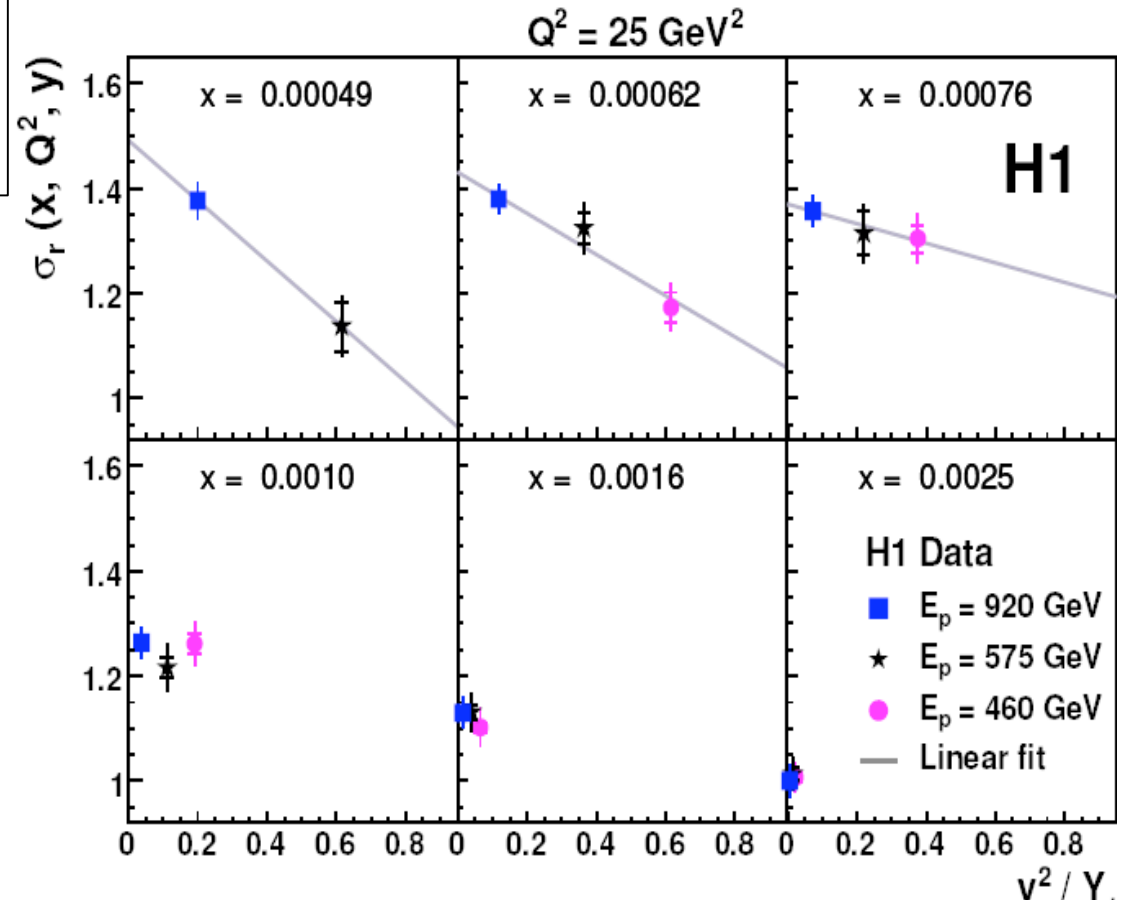 Q² = 25 GeV²
σr (x, Q², y)
x = 0.00049
x = 0.00062
x = 0.00076
H1
1.6
1.4
1.2
1
x = 0.0010
x = 0.0016
x = 0.0025
1.6
1.4
1.2
1
H1 Data
Ep = 920 GeV
Ep = 575 GeV
Ep = 460 GeV
Linear fit
0 0.2 0.4 0.6 0.8 0 0.2 0.4 0.6 0.8 0 0.2 0.4 0.6 0.8
y² / Y